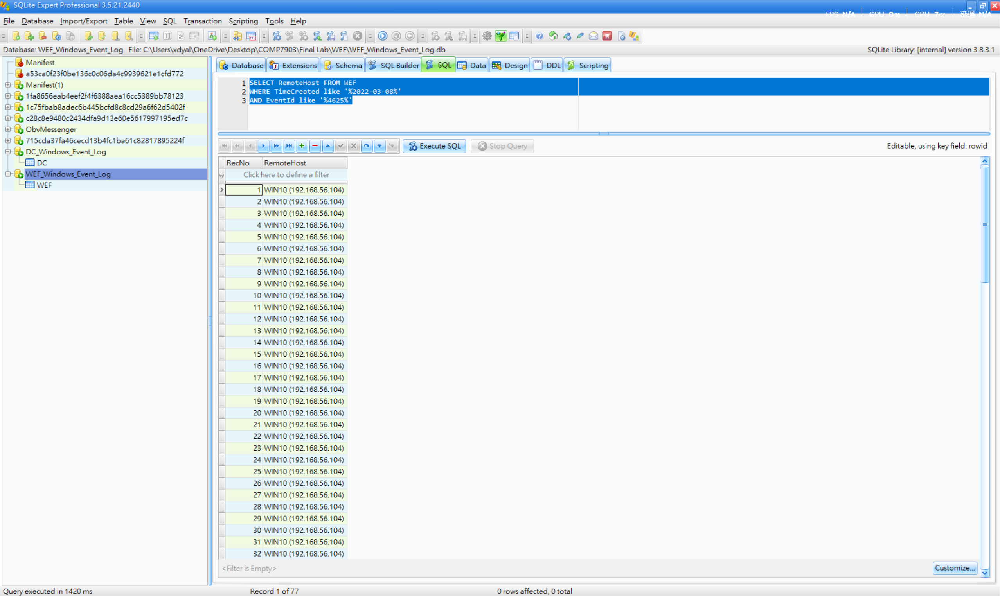 SQLite Expert Professional 3.5.21.2440
FPS N/A GPU 0% CPU 7% 延遲 N/A
File Database Import/Export Table View SQL Transaction Scripting Tools Help
Database: WEF_Windows_Event_Log File: C:\Users\xdyal\OneDrive\Desktop\COMP7903\Final Lab\WEF\WEF_Windows_Event_Log.db SQLite Library: [internal] version 3.8.3.1
Manifest
a53ca0f23f0be136c0c06da4c9939621e1cfd772
Manifest(1)
1fa8656eab4eef2f4f6388aea16cc5389bb78123
1c75fbab8adec6b445bcfd8c8cd29a6f62d5402f
c28c8e9480c2434dfa9d13e60e5617997195ed7c
ObvMessenger
715cda37fa46cecd13b4fc1ba61c82817895224f
DC_Windows_Event_Log
DC
WEF_Windows_Event_Log
WEF
Database Extensions Schema SQL Builder SQL Data Design DDL Scripting
1 SELECT RemoteHost FROM WEF
2 WHERE TimeCreated like '%2022-03-08%'
3 AND EventId like '%4625%'
Execute SQL Stop Query Editable, using key field: rowid
RecNo RemoteHost
Click here to define a filter
1 WIN10 (192.168.56.104)
2 WIN10 (192.168.56.104)
3 WIN10 (192.168.56.104)
4 WIN10 (192.168.56.104)
5 WIN10 (192.168.56.104)
6 WIN10 (192.168.56.104)
7 WIN10 (192.168.56.104)
8 WIN10 (192.168.56.104)
9 WIN10 (192.168.56.104)
10 WIN10 (192.168.56.104)
11 WIN10 (192.168.56.104)
12 WIN10 (192.168.56.104)
13 WIN10 (192.168.56.104)
14 WIN10 (192.168.56.104)
15 WIN10 (192.168.56.104)
16 WIN10 (192.168.56.104)
17 WIN10 (192.168.56.104)
18 WIN10 (192.168.56.104)
19 WIN10 (192.168.56.104)
20 WIN10 (192.168.56.104)
21 WIN10 (192.168.56.104)
22 WIN10 (192.168.56.104)
23 WIN10 (192.168.56.104)
24 WIN10 (192.168.56.104)
25 WIN10 (192.168.56.104)
26 WIN10 (192.168.56.104)
27 WIN10 (192.168.56.104)
28 WIN10 (192.168.56.104)
29 WIN10 (192.168.56.104)
30 WIN10 (192.168.56.104)
31 WIN10 (192.168.56.104)
32 WIN10 (192.168.56.104)
<Filter is Empty> Customize...
Query executed in 1420 ms Record 1 of 77 0 rows affected, 0 total